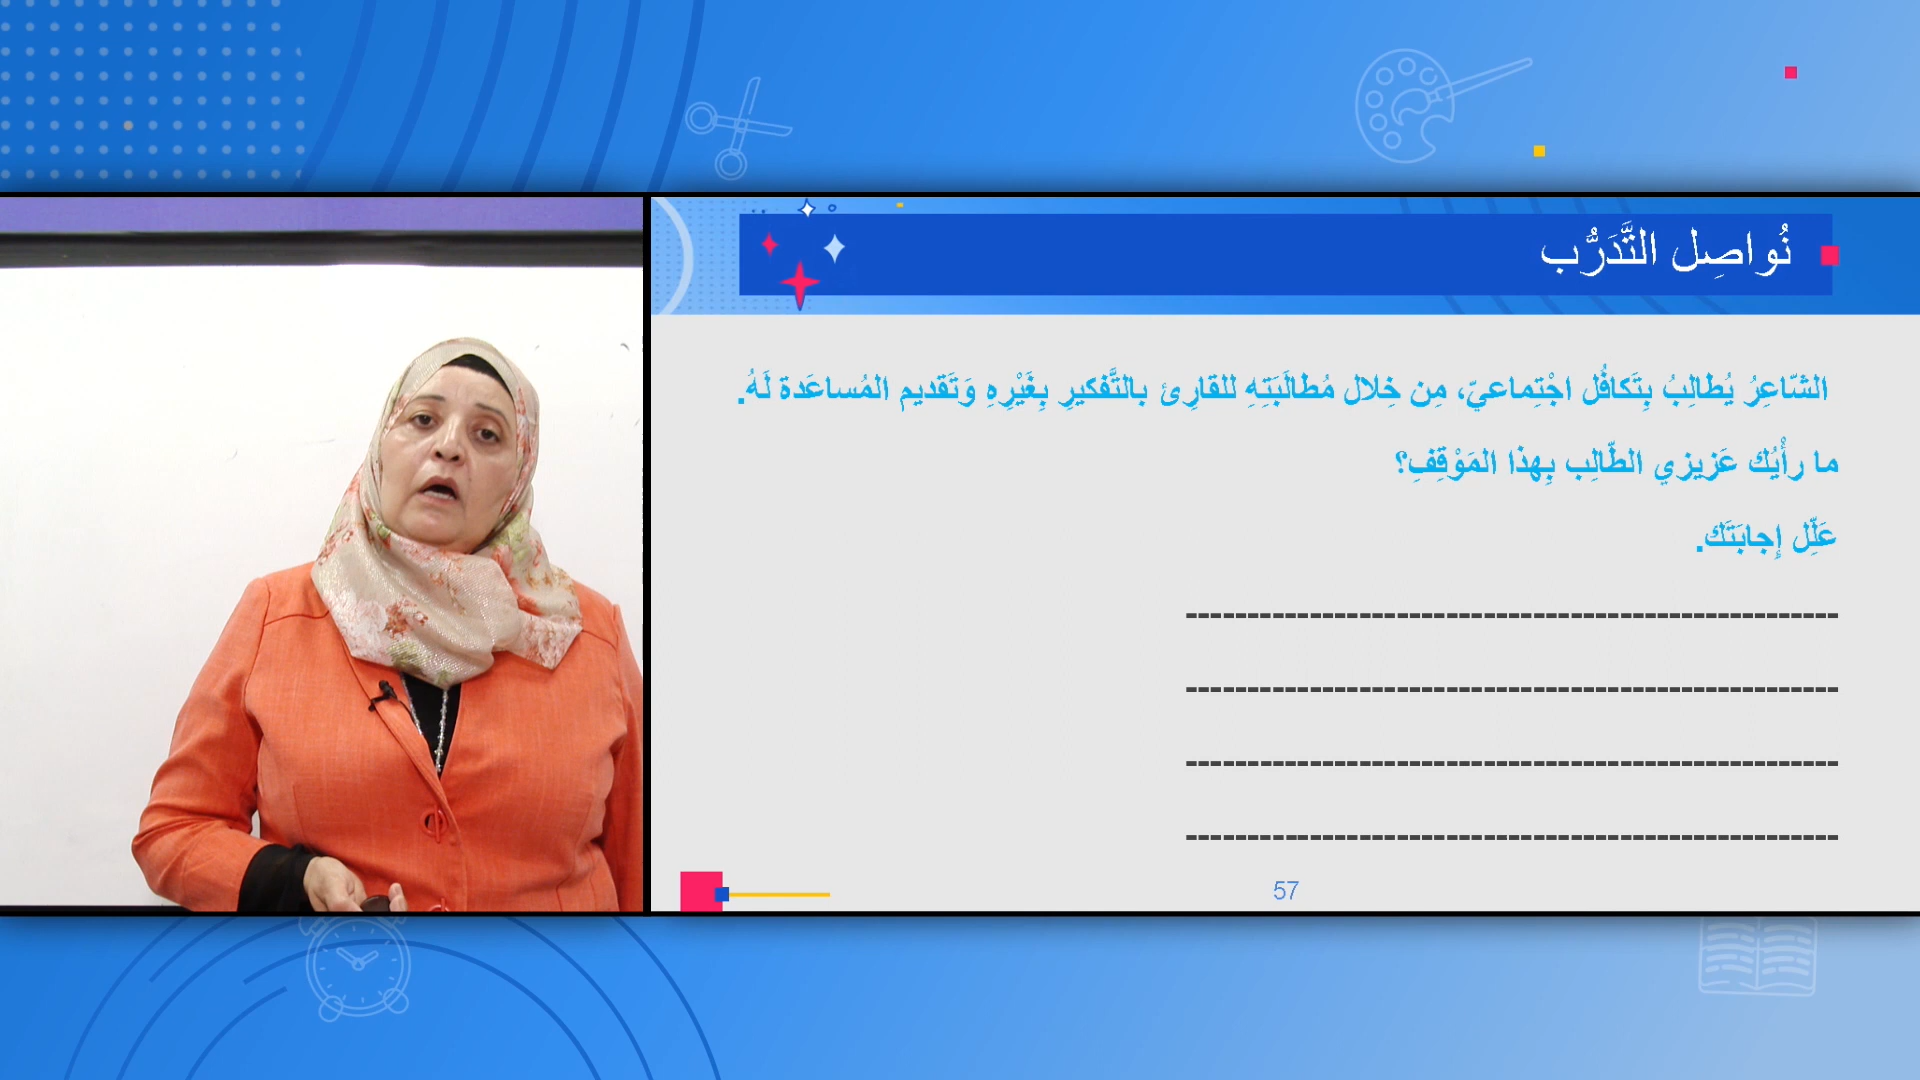 نُواصِل التَّدَرُّب
الشّاعِرُ يُطالِبُ بِتَكافُل اجْتِماعيّ، مِن خِلال مُطالَبَتِهِ للقارِئ بالتَّفكيرِ بِغَيْرِهِ وَتَقديم المُساعَدة لَهُ.
ما رأْيُك عَزيزي الطّالِب بِهذا المَوْقِفِ؟
عَلِّل إِجابَتَك.
57